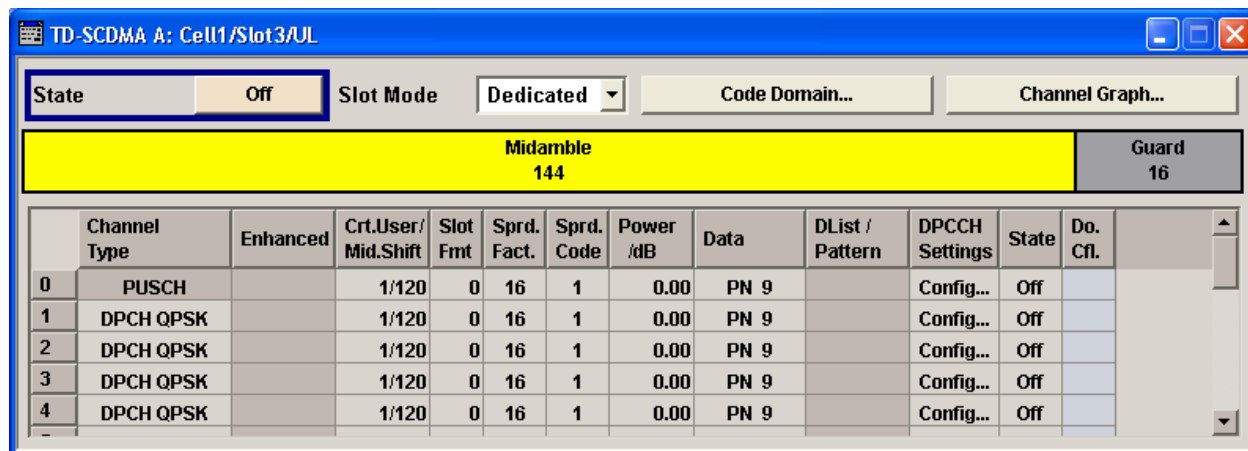 TD-SCDMA A: Cell1/Slot3/UL
State Off Slot Mode Dedicated Code Domain... Channel Graph...
Midamble Guard
144 16
Channel Type Enhanced Crt.User/ Mid.Shift Slot Fmt Sprd. Fact. Sprd. Code Power /dB Data DList / Pattern DPCCH Settings State Do. Cfl.
0 PUSCH 1/120 0 16 1 0.00 PN 9 Config... Off
1 DPCH QPSK 1/120 0 16 1 0.00 PN 9 Config... Off
2 DPCH QPSK 1/120 0 16 1 0.00 PN 9 Config... Off
3 DPCH QPSK 1/120 0 16 1 0.00 PN 9 Config... Off
4 DPCH QPSK 1/120 0 16 1 0.00 PN 9 Config... Off